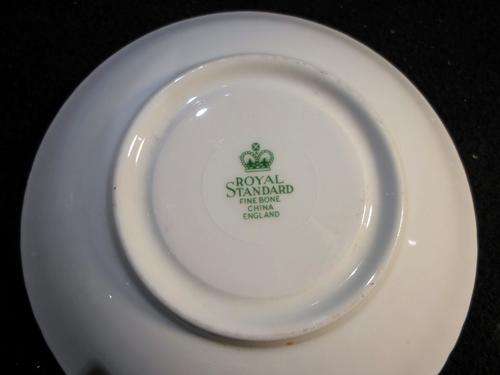 ROYAL
STANDARD
FINE BONE
CHINA
ENGLAND